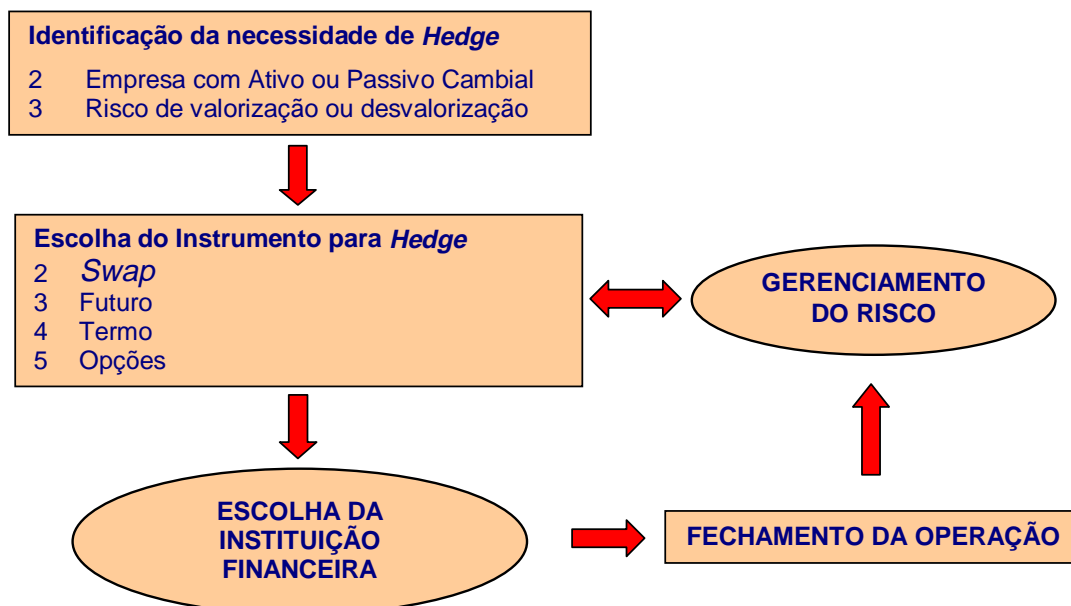 Identificação da necessidade de Hedge
2 Empresa com Ativo ou Passivo Cambial
3 Risco de valorização ou desvalorização
Escolha do Instrumento para Hedge
2 Swap
3 Futuro
4 Termo
5 Opções
GERENCIAMENTO
DO RISCO
ESCOLHA DA
INSTITUIÇÃO
FINANCEIRA
FECHAMENTO DA OPERAÇÃO